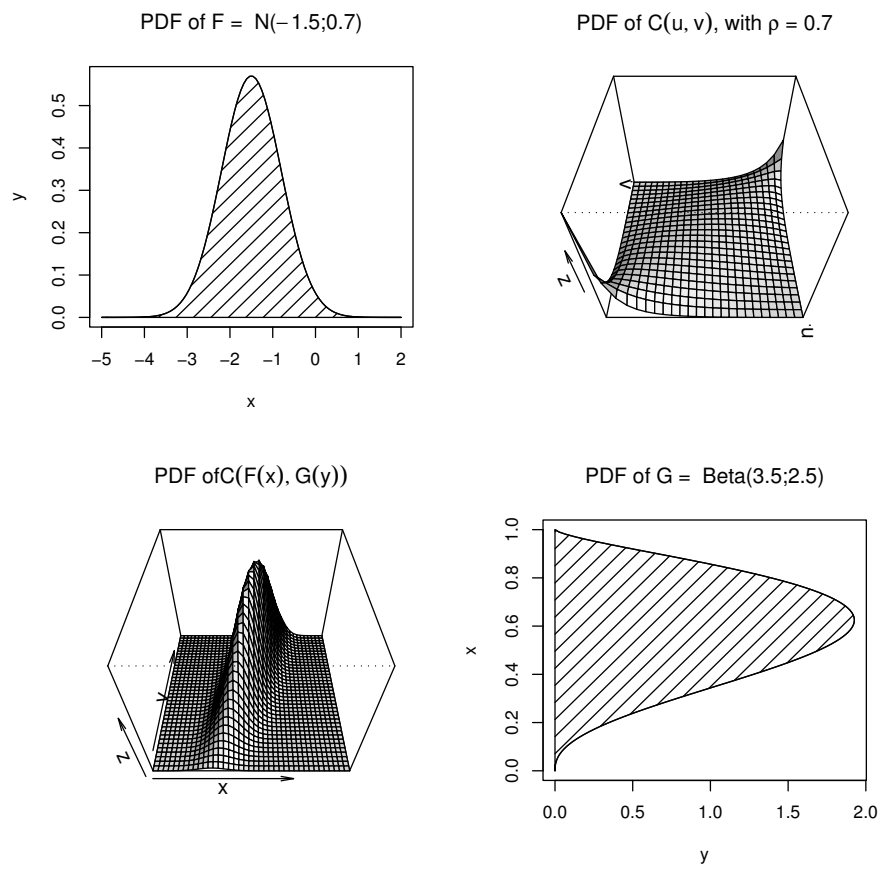 PDF of F = N(−1.5;0.7)
0.5
0.4
0.3
0.2
0.1
0.0
y
−5 −4 −3 −2 −1 0 1 2
x
PDF of C(u, v), with ρ = 0.7
v
z
u
PDF ofC(F(x), G(y))
y
z
x
PDF of G = Beta(3.5;2.5)
1.0
0.8
0.6
0.4
0.2
0.0
x
0.0 0.5 1.0 1.5 2.0
y